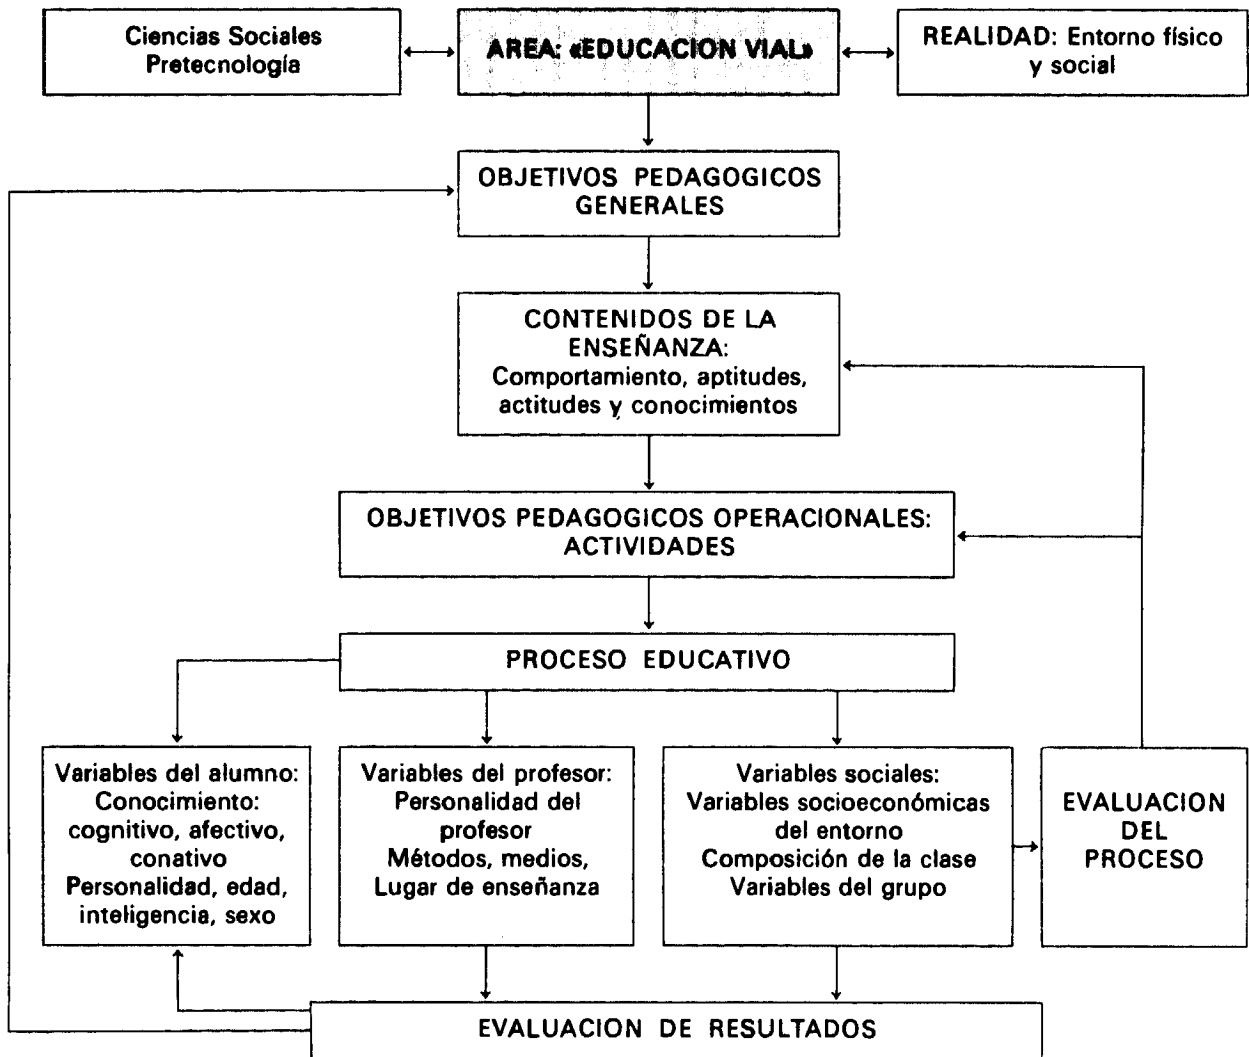 Ciencias Sociales
Pretecnología
AREA: «EDUCACION VIAL»
REALIDAD: Entorno físico
y social
OBJETIVOS PEDAGOGICOS
GENERALES
CONTENIDOS DE LA
ENSEÑANZA:
Comportamiento, aptitudes,
actitudes y conocimientos
OBJETIVOS PEDAGOGICOS OPERACIONALES:
ACTIVIDADES
PROCESO EDUCATIVO
Variables del alumno:
Conocimiento:
cognitivo, afectivo,
conativo
Personalidad, edad,
inteligencia, sexo
Variables del profesor:
Personalidad del
profesor
Métodos, medios,
Lugar de enseñanza
Variables sociales:
Variables socioeconómicas
del entorno
Composición de la clase
Variables del grupo
EVALUACION
DEL
PROCESO
EVALUACION DE RESULTADOS